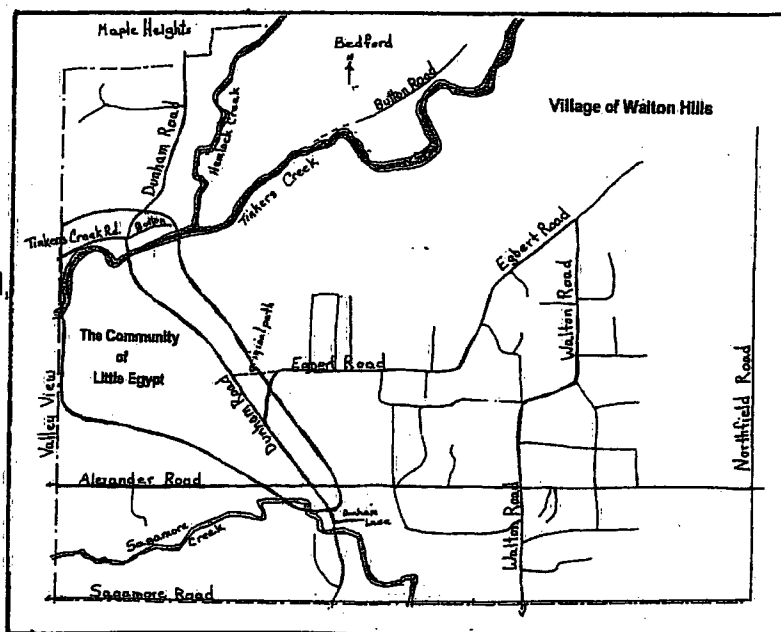 Maple Heights
Bedford
Button Road
Village of Walton Hills
Dunham Road
Hemlock Creek
Tinkers Creek
Tinkers Creek Rd.
Button
Egbert Road
Walton Road
The Community
of
Little Egypt
original path
Egbert Road
Dunham Road
Valley View
Northfield Road
Alexander Road
Dunham
Lane
Walton Road
Sagamore
Creek
Sagamore Road